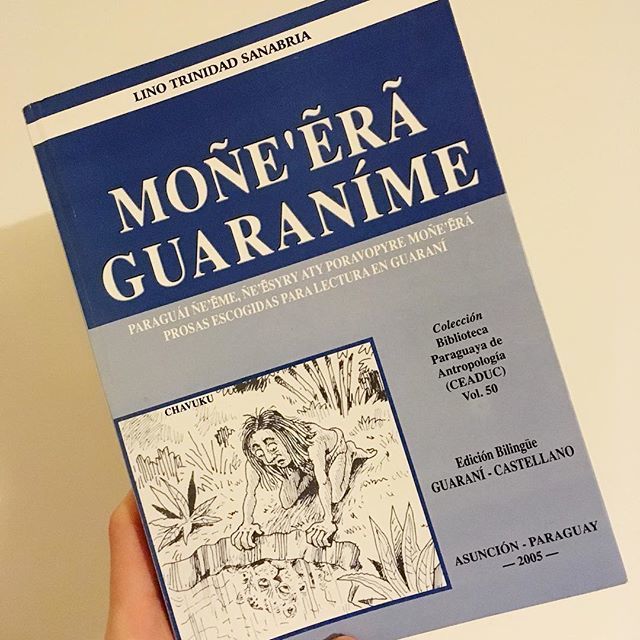 LINO TRINIDAD SANABRIA
MOÑE'ẼRÃ
GUARANÍME
PARAGUÁI ÑE'ẼME, ÑE'ẼSYRY ATY PORAVOPYRE MOÑE'ẼRÁ
PROSAS ESCOGIDAS PARA LECTURA EN GUARANÍ
Colección
Biblioteca
Paraguaya de
Antropología
(CEADUC)
Vol. 50
CHAVUKU
Edición Bilingüe
GUARANÍ - CASTELLANO
ASUNCIÓN - PARAGUAY
— 2005 —